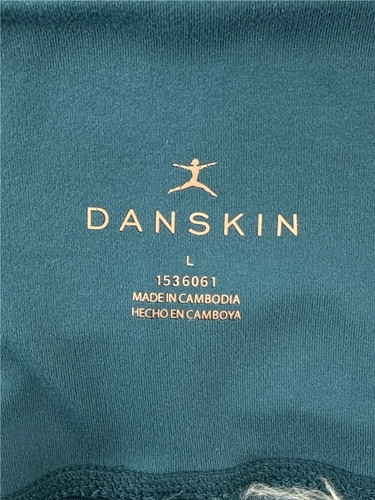 DANSKIN
L
1536061
MADE IN CAMBODIA
HECHO EN CAMBOYA